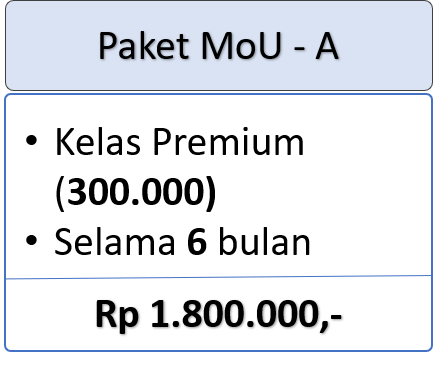 Paket MoU - A
• Kelas Premium
(300.000)
• Selama 6 bulan
Rp 1.800.000,-